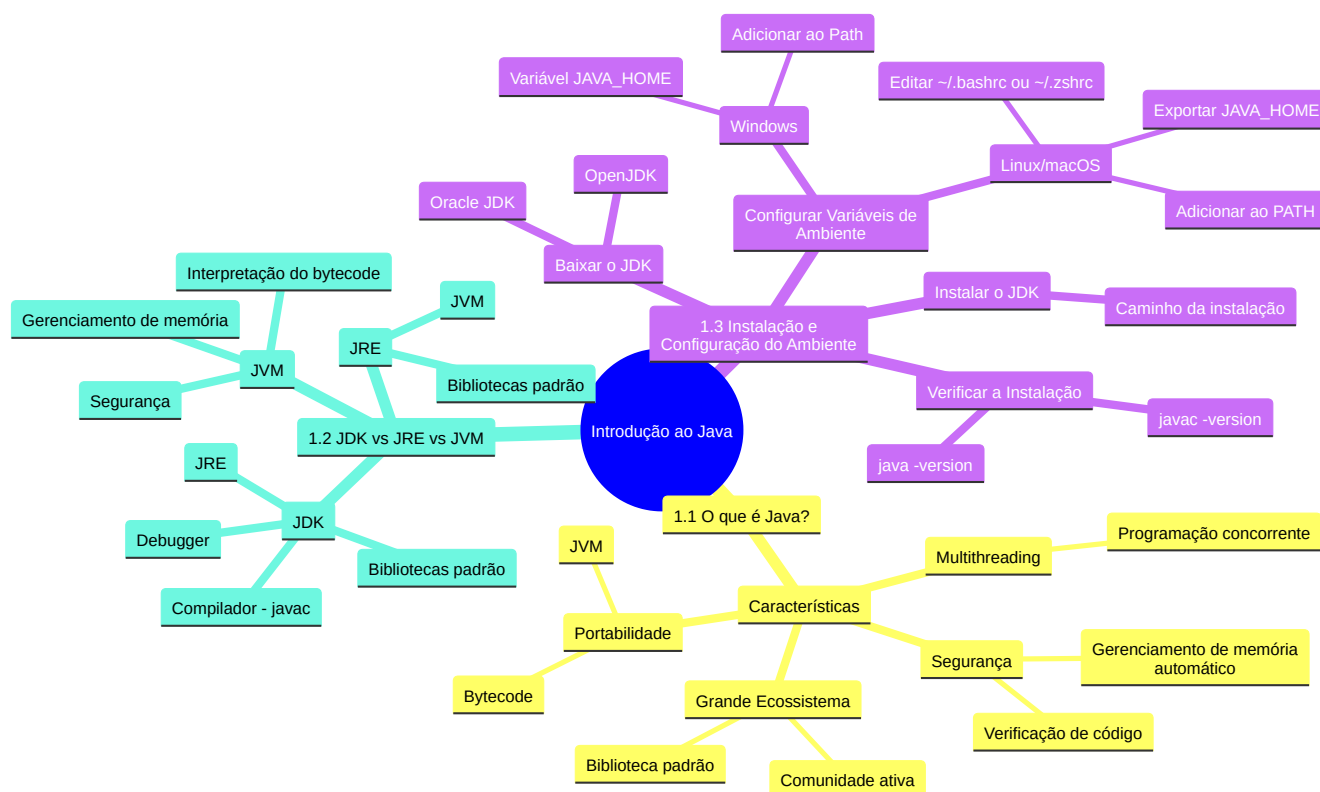 Introdução ao Java
1.1 O que é Java?
Características
Portabilidade
JVM
Bytecode
Grande Ecossistema
Biblioteca padrão
Comunidade ativa
Segurança
Gerenciamento de memória
automático
Verificação de código
Multithreading
Programação concorrente
1.2 JDK vs JRE vs JVM
JDK
JRE
Debugger
Compilador - javac
Bibliotecas padrão
JRE
JVM
Bibliotecas padrão
JVM
Interpretação do bytecode
Gerenciamento de memória
Segurança
1.3 Instalação e
Configuração do Ambiente
Baixar o JDK
Oracle JDK
OpenJDK
Configurar Variáveis de
Ambiente
Windows
Variável JAVA_HOME
Adicionar ao Path
Linux/macOS
Editar ~/.bashrc ou ~/.zshrc
Exportar JAVA_HOME
Adicionar ao PATH
Instalar o JDK
Caminho da instalação
Verificar a Instalação
java -version
javac -version